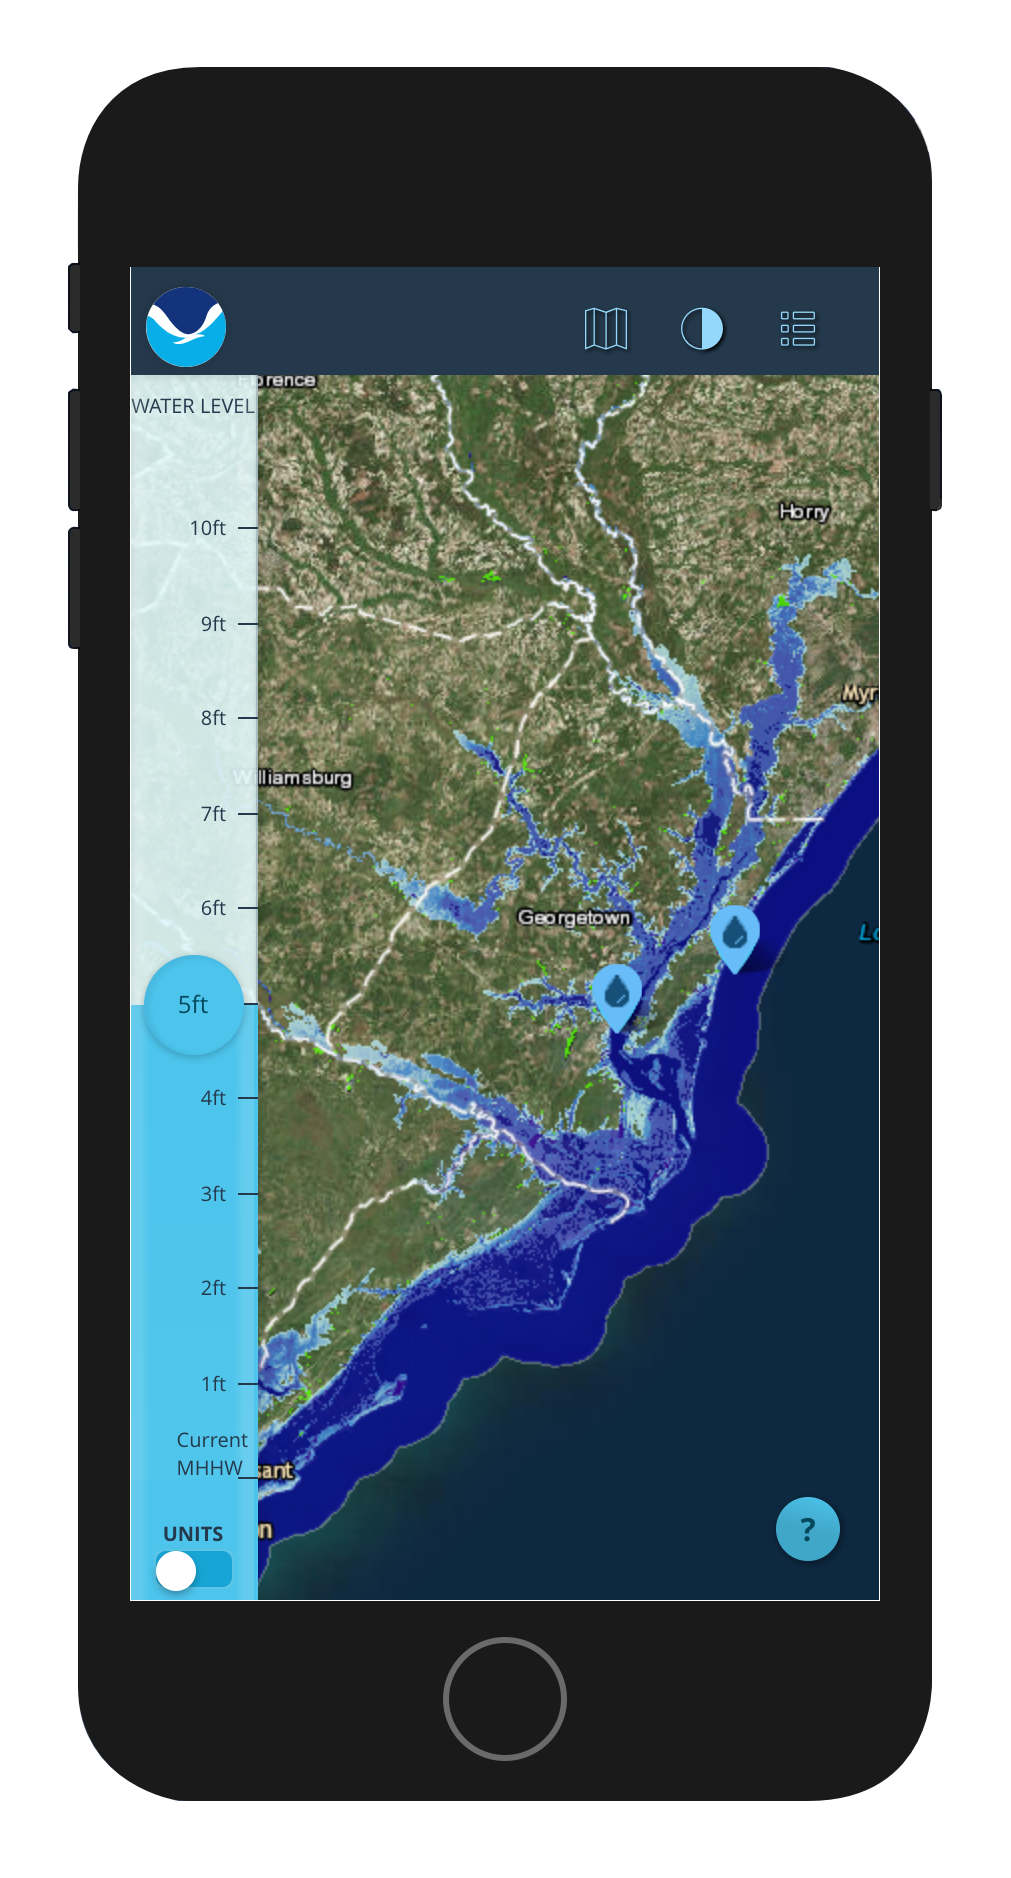 Florence
WATER LEVEL
Horry
10ft
9ft
Myr
8ft
Williamsburg
7ft
6ft
Georgetown
Lo
5ft
4ft
3ft
2ft
1ft
Current
MHHW
sant
on
UNITS
?